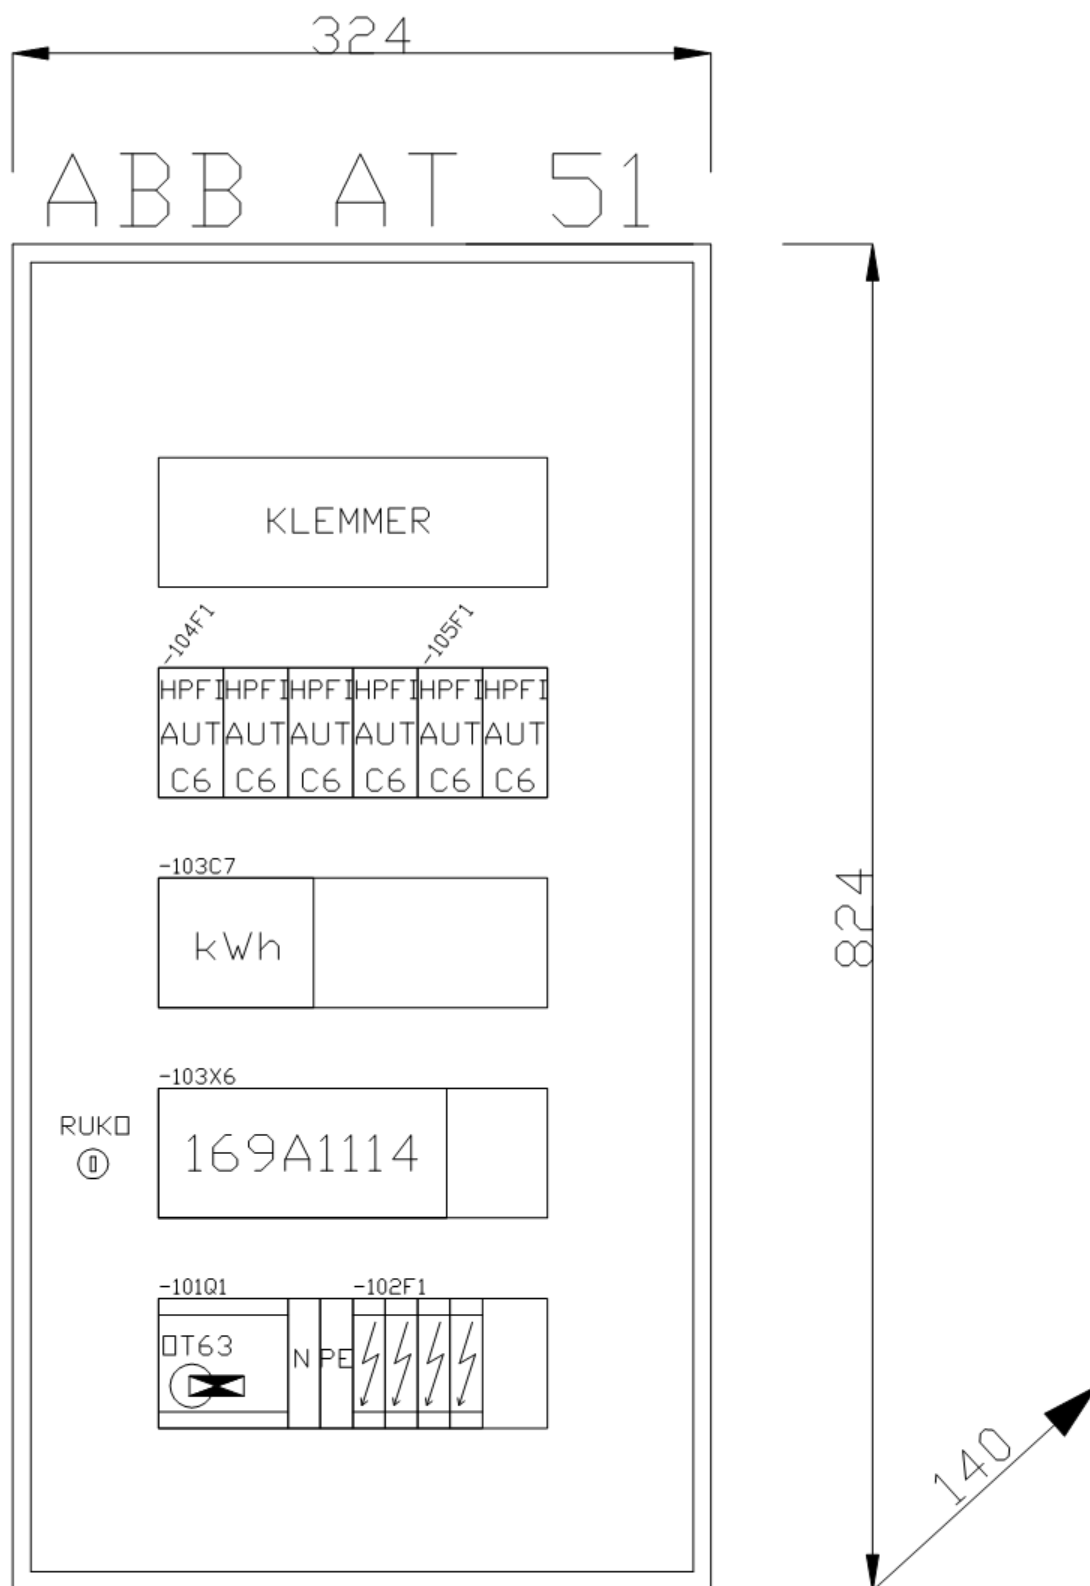 324
ABB AT 51
KLEMMER
-104F1 -105F1
HPFI HPFI HPFI HPFI HPFI HPFI
AUT AUT AUT AUT AUT AUT
C6 C6 C6 C6 C6 C6
-103C7
kWh
824
-103X6
RUKO
169A1114
-101Q1 -102F1
OT63
N PE
140